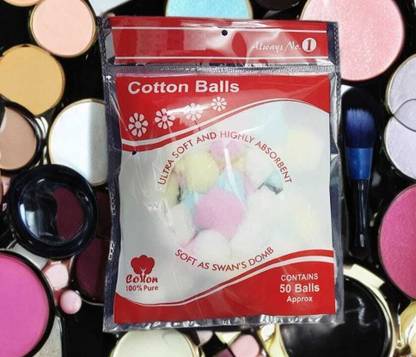 Always No. 1
Cotton Balls
ULTRA SOFT AND HIGHLY ABSORBENT
SOFT AS SWAN'S DOMB
Cotton
100% Pure
CONTAINS
50 Balls
Approx